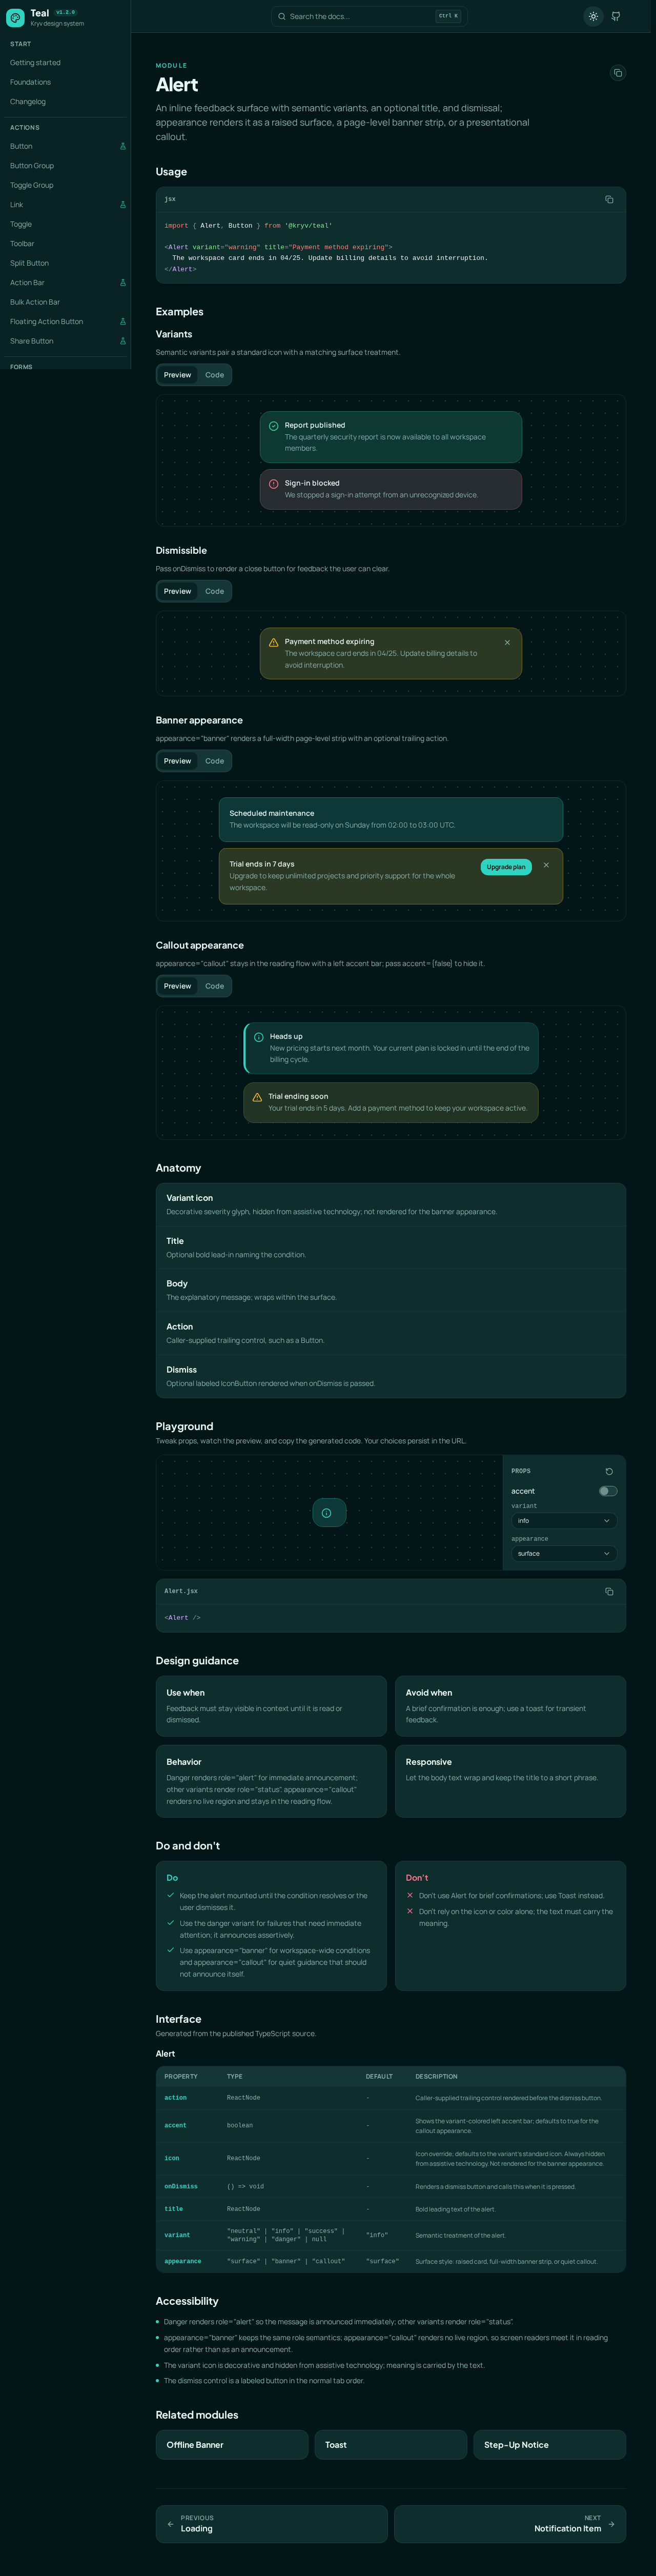 Teal v1.2.0
Kryv design system
Search the docs...
Ctrl K
START
Getting started
Foundations
Changelog
ACTIONS
Button
Button Group
Toggle Group
Link
Toggle
Toolbar
Split Button
Action Bar
Bulk Action Bar
Floating Action Button
Share Button
FORMS
MODULE
Alert
An inline feedback surface with semantic variants, an optional title, and dismissal;
appearance renders it as a raised surface, a page-level banner strip, or a presentational
callout.
Usage
jsx
import { Alert, Button } from '@kryv/teal'
<Alert variant="warning" title="Payment method expiring">
The workspace card ends in 04/25. Update billing details to avoid interruption.
</Alert>
Examples
Variants
Semantic variants pair a standard icon with a matching surface treatment.
Preview Code
Report published
The quarterly security report is now available to all workspace
members.
Sign-in blocked
We stopped a sign-in attempt from an unrecognized device.
Dismissible
Pass onDismiss to render a close button for feedback the user can clear.
Preview Code
Payment method expiring
The workspace card ends in 04/25. Update billing details to
avoid interruption.
Banner appearance
appearance="banner" renders a full-width page-level strip with an optional trailing action.
Preview Code
Scheduled maintenance
The workspace will be read-only on Sunday from 02:00 to 03:00 UTC.
Trial ends in 7 days
Upgrade to keep unlimited projects and priority support for the whole
workspace.
Upgrade plan
Callout appearance
appearance="callout" stays in the reading flow with a left accent bar; pass accent={false} to hide it.
Preview Code
Heads up
New pricing starts next month. Your current plan is locked in until the end of the
billing cycle.
Trial ending soon
Your trial ends in 5 days. Add a payment method to keep your workspace active.
Anatomy
Variant icon
Decorative severity glyph, hidden from assistive technology; not rendered for the banner appearance.
Title
Optional bold lead-in naming the condition.
Body
The explanatory message; wraps within the surface.
Action
Caller-supplied trailing control, such as a Button.
Dismiss
Optional labeled IconButton rendered when onDismiss is passed.
Playground
Tweak props, watch the preview, and copy the generated code. Your choices persist in the URL.
PROPS
accent
variant
info
appearance
surface
Alert.jsx
<Alert />
Design guidance
Use when
Feedback must stay visible in context until it is read or
dismissed.
Avoid when
A brief confirmation is enough; use a toast for transient
feedback.
Behavior
Danger renders role="alert" for immediate announcement;
other variants render role="status". appearance="callout"
renders no live region and stays in the reading flow.
Responsive
Let the body text wrap and keep the title to a short phrase.
Do and don't
Do
Keep the alert mounted until the condition resolves or the
user dismisses it.
Use the danger variant for failures that need immediate
attention; it announces assertively.
Use appearance="banner" for workspace-wide conditions
and appearance="callout" for quiet guidance that should
not announce itself.
Don't
Don't use Alert for brief confirmations; use Toast instead.
Don't rely on the icon or color alone; the text must carry the
meaning.
Interface
Generated from the published TypeScript source.
Alert
PROPERTY TYPE DEFAULT DESCRIPTION
action ReactNode - Caller-supplied trailing control rendered before the dismiss button.
accent boolean - Shows the variant-colored left accent bar; defaults to true for the
callout appearance.
icon ReactNode - Icon override; defaults to the variant's standard icon. Always hidden
from assistive technology. Not rendered for the banner appearance.
onDismiss () => void - Renders a dismiss button and calls this when it is pressed.
title ReactNode - Bold leading text of the alert.
variant "neutral" | "info" | "success" |
"warning" | "danger" | null "info" Semantic treatment of the alert.
appearance "surface" | "banner" | "callout" "surface" Surface style: raised card, full-width banner strip, or quiet callout.
Accessibility
Danger renders role="alert" so the message is announced immediately; other variants render role="status".
appearance="banner" keeps the same role semantics; appearance="callout" renders no live region, so screen readers meet it in reading
order rather than as an announcement.
The variant icon is decorative and hidden from assistive technology; meaning is carried by the text.
The dismiss control is a labeled button in the normal tab order.
Related modules
Offline Banner
Toast
Step-Up Notice
PREVIOUS
Loading
NEXT
Notification Item